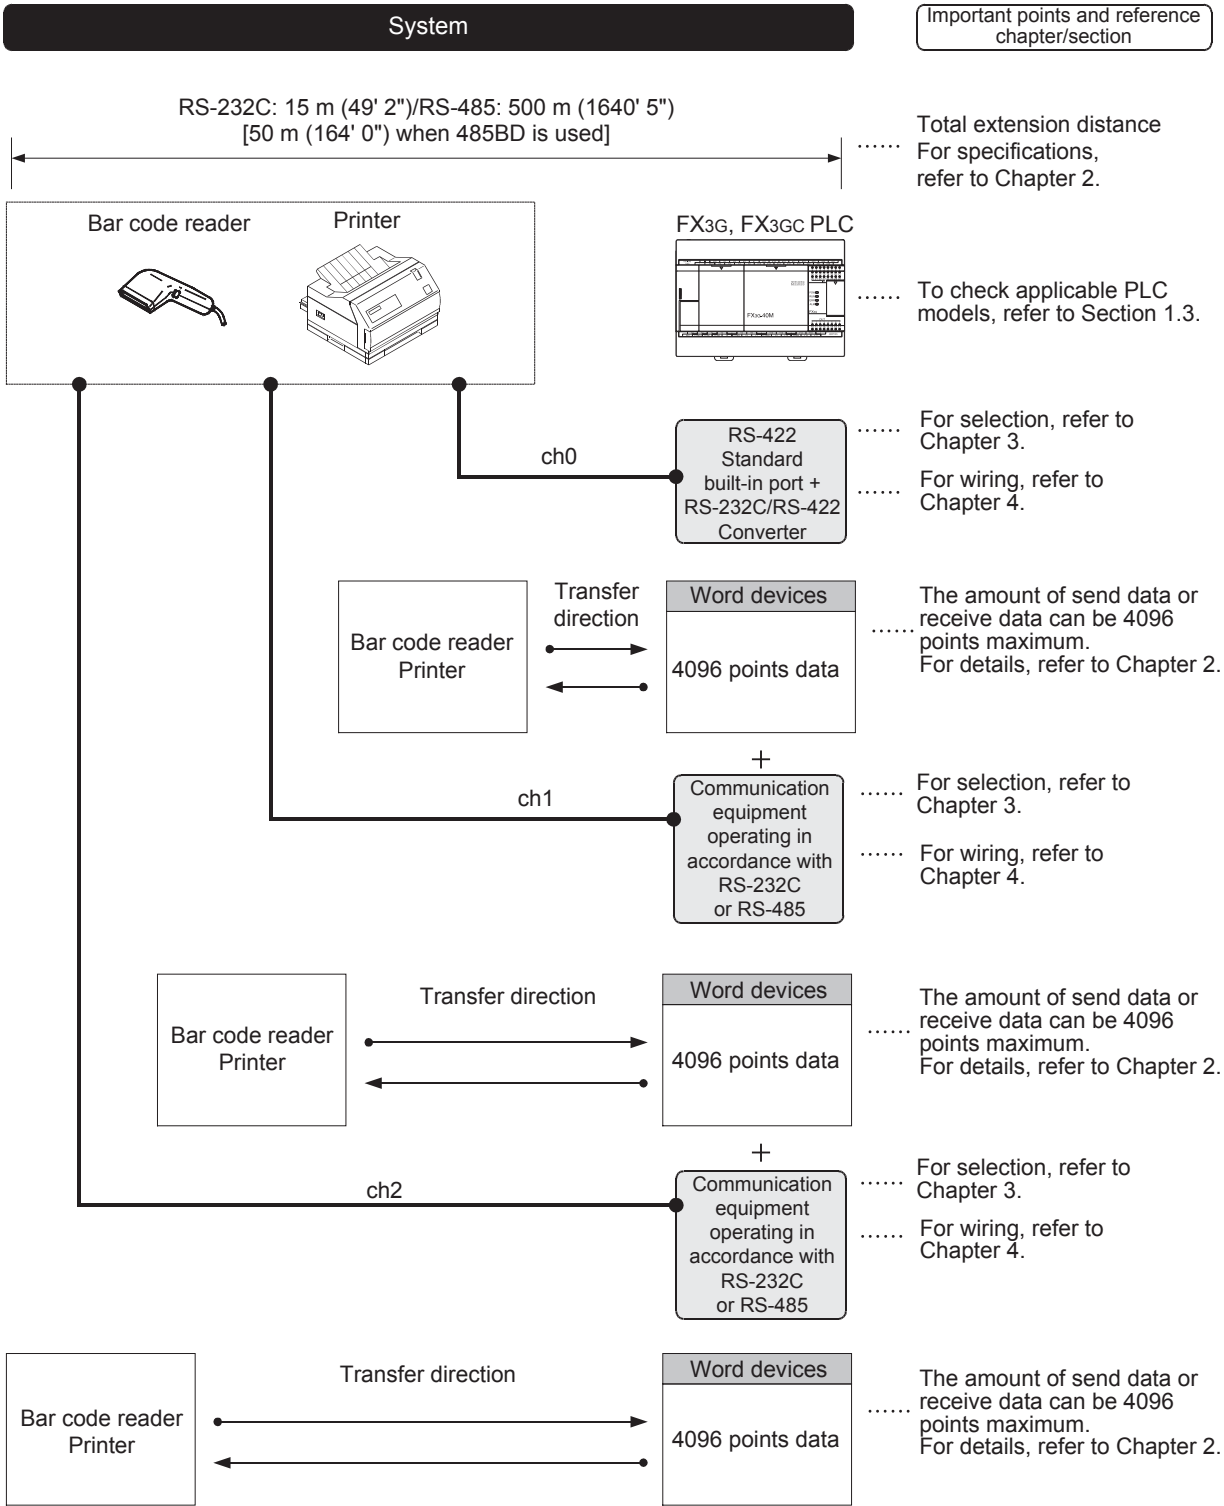 System
Important points and reference
chapter/section
RS-232C: 15 m (49' 2")/RS-485: 500 m (1640' 5")
[50 m (164' 0") when 485BD is used]
Total extension distance
For specifications,
refer to Chapter 2.
Bar code reader
Printer
FX3G, FX3GC PLC
To check applicable PLC
models, refer to Section 1.3.
ch0
RS-422
Standard
built-in port +
RS-232C/RS-422
Converter
For selection, refer to
Chapter 3.
For wiring, refer to
Chapter 4.
Bar code reader
Printer
Transfer
direction
Word devices
4096 points data
The amount of send data or
receive data can be 4096
points maximum.
For details, refer to Chapter 2.
+
ch1
Communication
equipment
operating in
accordance with
RS-232C
or RS-485
For selection, refer to
Chapter 3.
For wiring, refer to
Chapter 4.
Bar code reader
Printer
Transfer direction
Word devices
4096 points data
The amount of send data or
receive data can be 4096
points maximum.
For details, refer to Chapter 2.
+
ch2
Communication
equipment
operating in
accordance with
RS-232C
or RS-485
For selection, refer to
Chapter 3.
For wiring, refer to
Chapter 4.
Bar code reader
Printer
Transfer direction
Word devices
4096 points data
The amount of send data or
receive data can be 4096
points maximum.
For details, refer to Chapter 2.